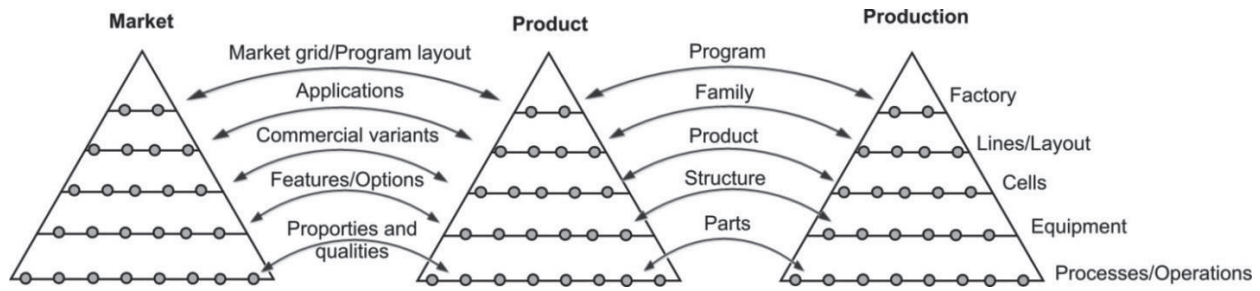 Market
Product
Production
Market grid/Program layout
Program
Applications
Family
Factory
Commercial variants
Product
Lines/Layout
Features/Options
Structure
Cells
Proporties and
qualities
Parts
Equipment
Processes/Operations